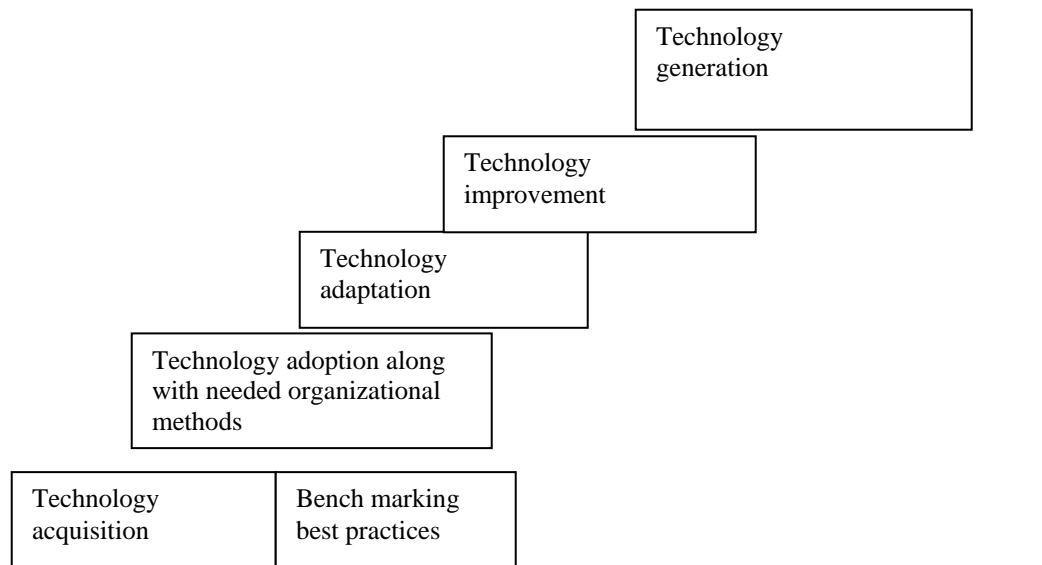 Technology
generation
Technology
improvement
Technology
adaptation
Technology adoption along
with needed organizational
methods
Technology
acquisition
Bench marking
best practices